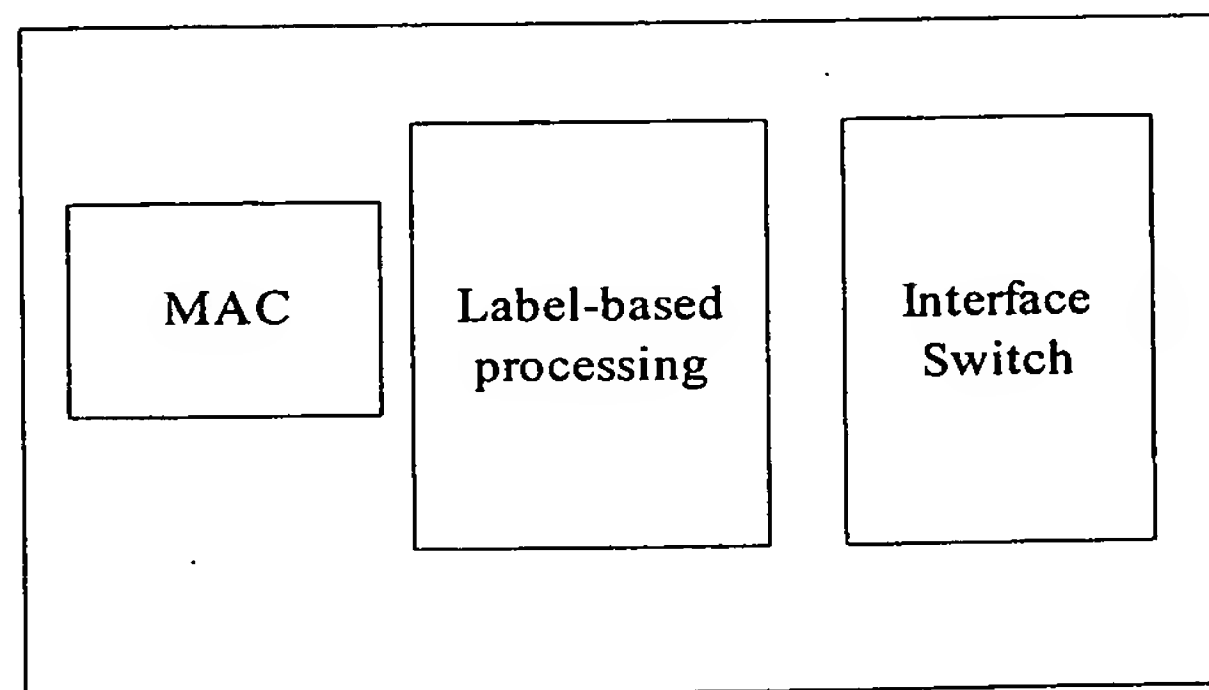 MAC
Label-based
processing
Interface
Switch